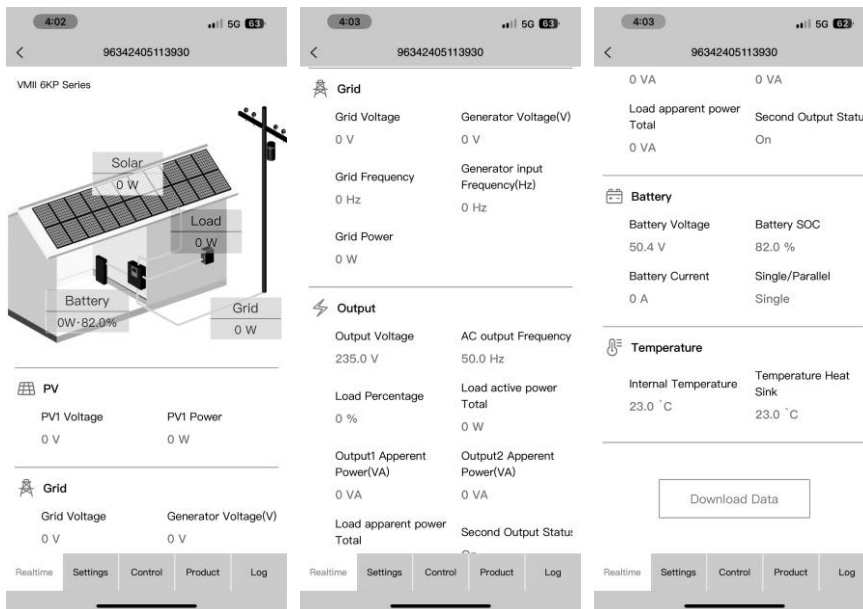 4:02
5G 63
96342405113930
VMII 6KP Series
Solar
0 W
Load
0 W
Battery
0W·82.0%
Grid
0 W
PV
PV1 Voltage PV1 Power
0 V 0 W
Grid
Grid Voltage Generator Voltage(V)
0 V 0 V
Realtime Settings Control Product Log
4:03
5G 63
96342405113930
Grid
Grid Voltage Generator Voltage(V)
0 V 0 V
Grid Frequency Generator input
Frequency(Hz)
0 Hz 0 Hz
Grid Power
0 W
Output
Output Voltage AC output Frequency
235.0 V 50.0 Hz
Load Percentage Load active power
Total
0 % 0 W
Output1 Apperent Output2 Apperent
Power(VA) Power(VA)
0 VA 0 VA
Load apparent power Second Output Status
Total
Realtime Settings Control Product Log
4:03
5G 62
96342405113930
0 VA 0 VA
Load apparent power Second Output Statu
Total
0 VA On
Battery
Battery Voltage Battery SOC
50.4 V 82.0 %
Battery Current Single/Parallel
0 A Single
Temperature
Internal Temperature Temperature Heat
Sink
23.0 °C 23.0 °C
Download Data
Realtime Settings Control Product Log